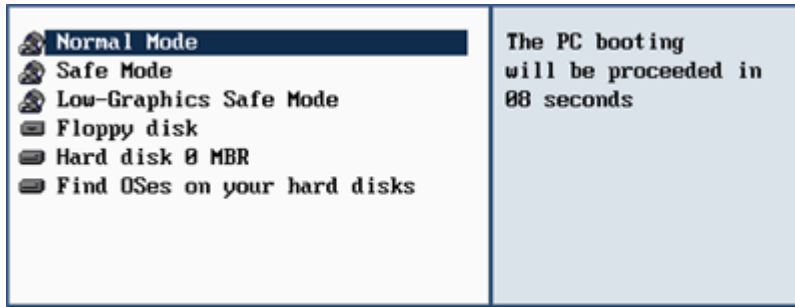 Normal Mode
Safe Mode
Low-Graphics Safe Mode
Floppy disk
Hard disk 0 MBR
Find OSes on your hard disks
The PC booting
will be proceeded in
08 seconds